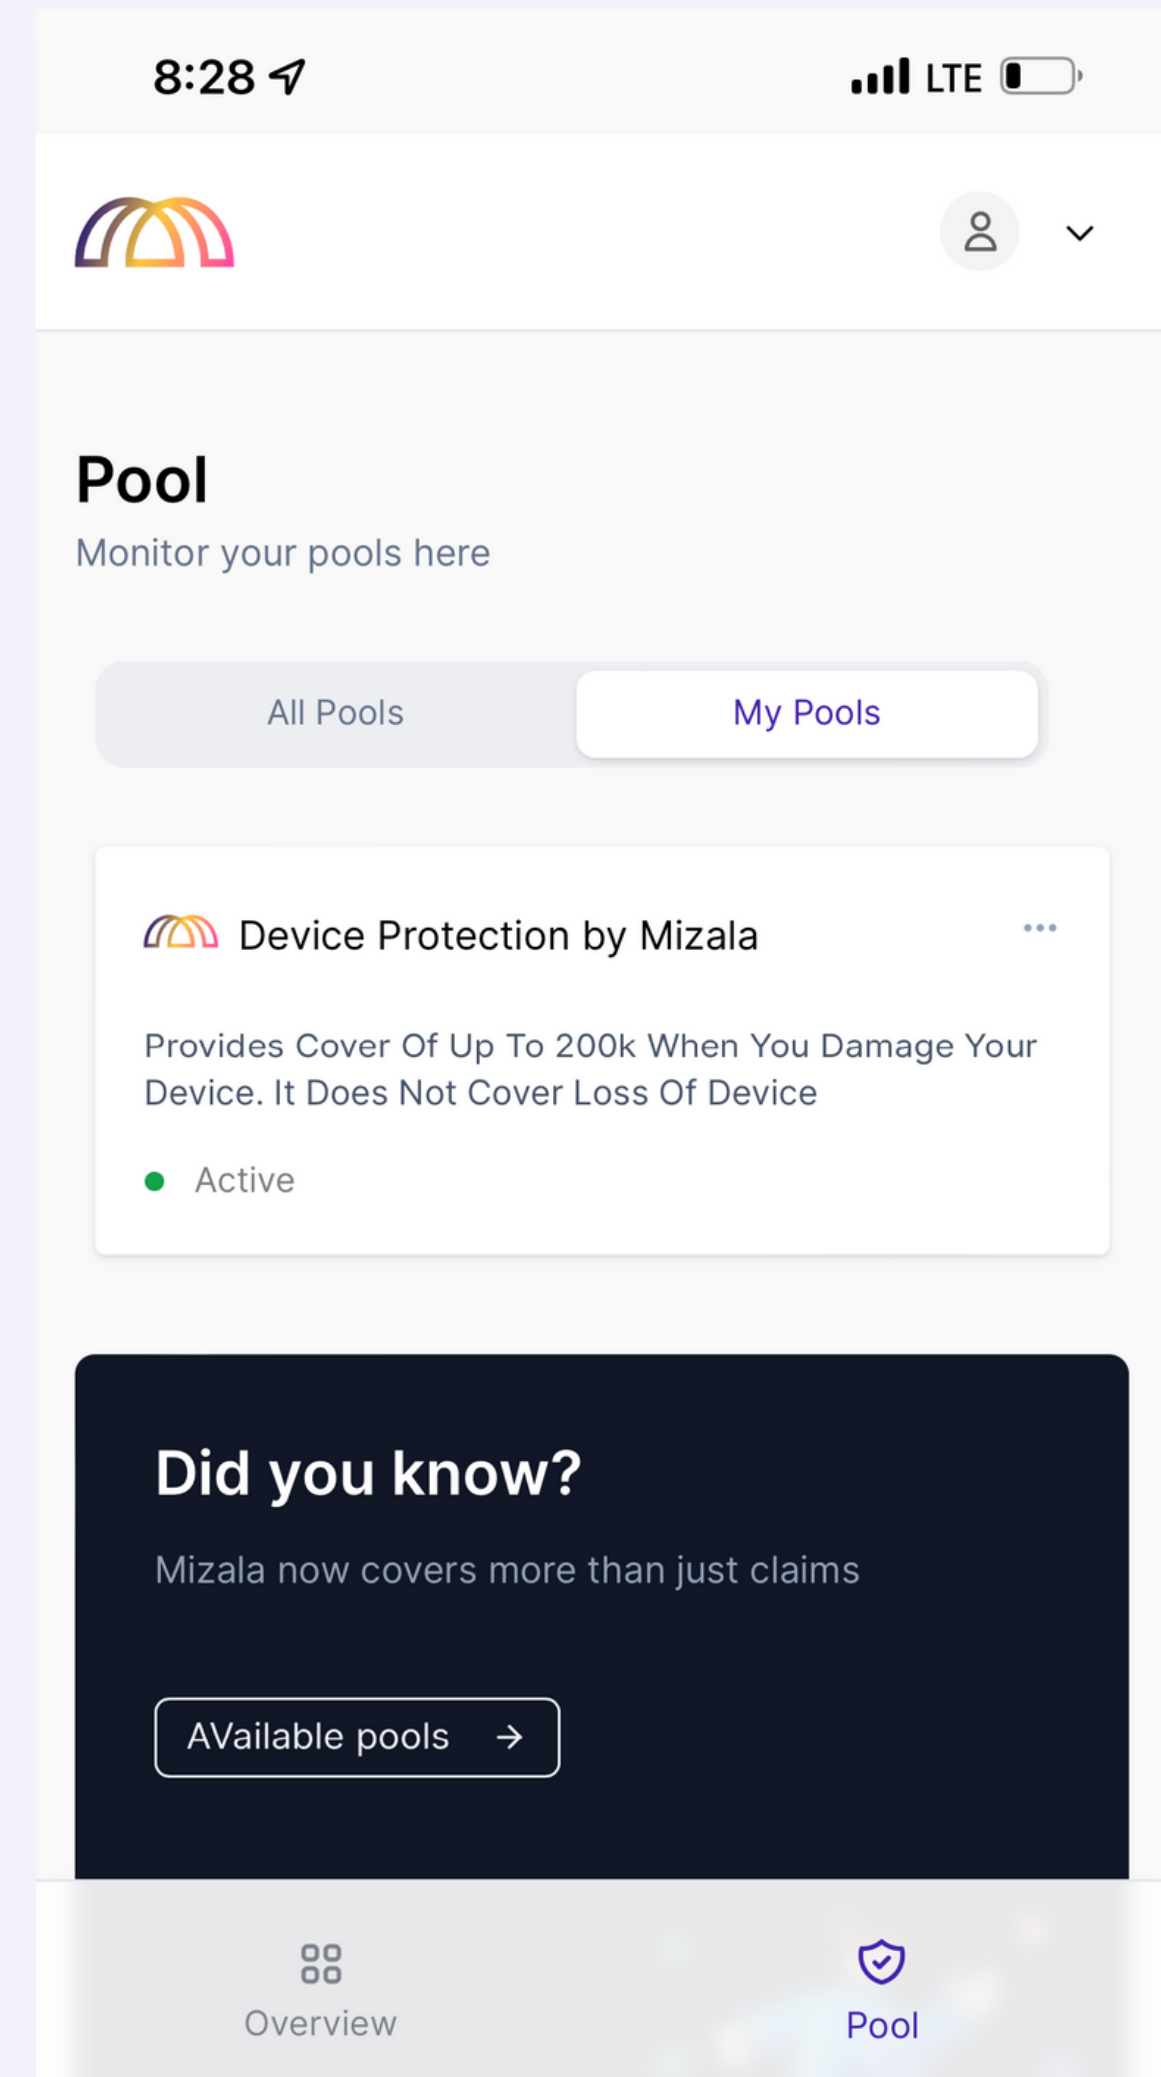 8:28 LTE
Pool
Monitor your pools here
All Pools
My Pools
Device Protection by Mizala
Provides Cover Of Up To 200k When You Damage Your
Device. It Does Not Cover Loss Of Device
Active
Did you know?
Mizala now covers more than just claims
AVailable pools
Overview
Pool